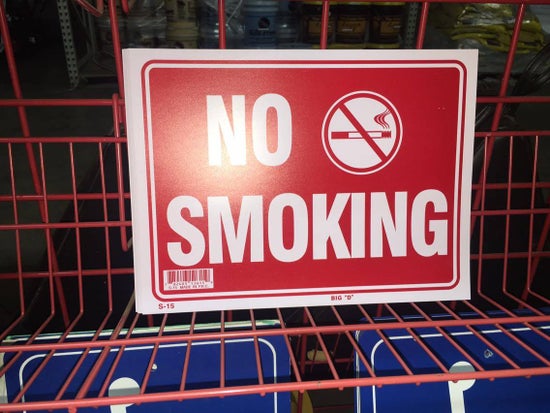 NO
SMOKING
S-15
BIG "D"